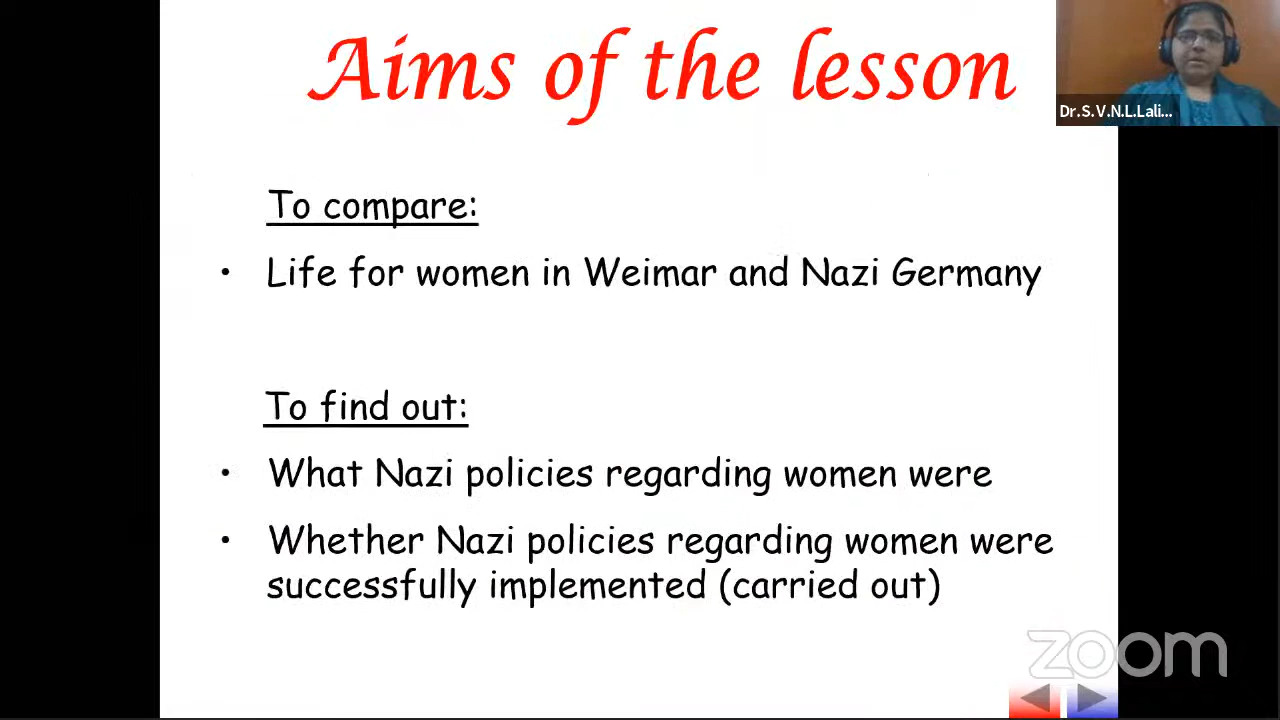 Aims of the lesson
Dr.S.V.N.L.Lali...
To compare:
• Life for women in Weimar and Nazi Germany
To find out:
• What Nazi policies regarding women were
• Whether Nazi policies regarding women were
successfully implemented (carried out)
zoom